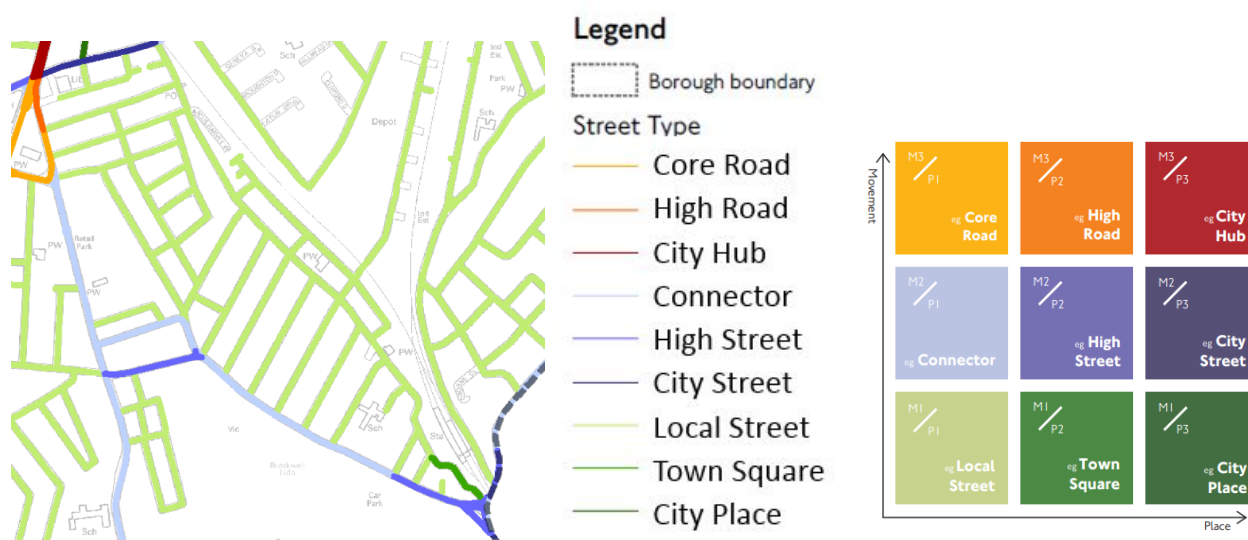 Legend
Borough boundary
Street Type
Core Road
High Road
City Hub
Connector
High Street
City Street
Local Street
Town Square
City Place
Movement
M3
P1
eg Core
Road
M3
P2
eg High
Road
M3
P3
eg City
Hub
M2
P1
eg Connector
M2
P2
eg High
Street
M2
P3
eg City
Street
M1
P1
eg Local
Street
M1
P2
eg Town
Square
M1
P3
eg City
Place
Place
Sch
Ind
Est
Park
PW
Lib
PO
Depot
Sch
PW
Ind
Est
Retail
Park
PW
PW
PW
PW
Sch
Sta
Car
Park
Sch